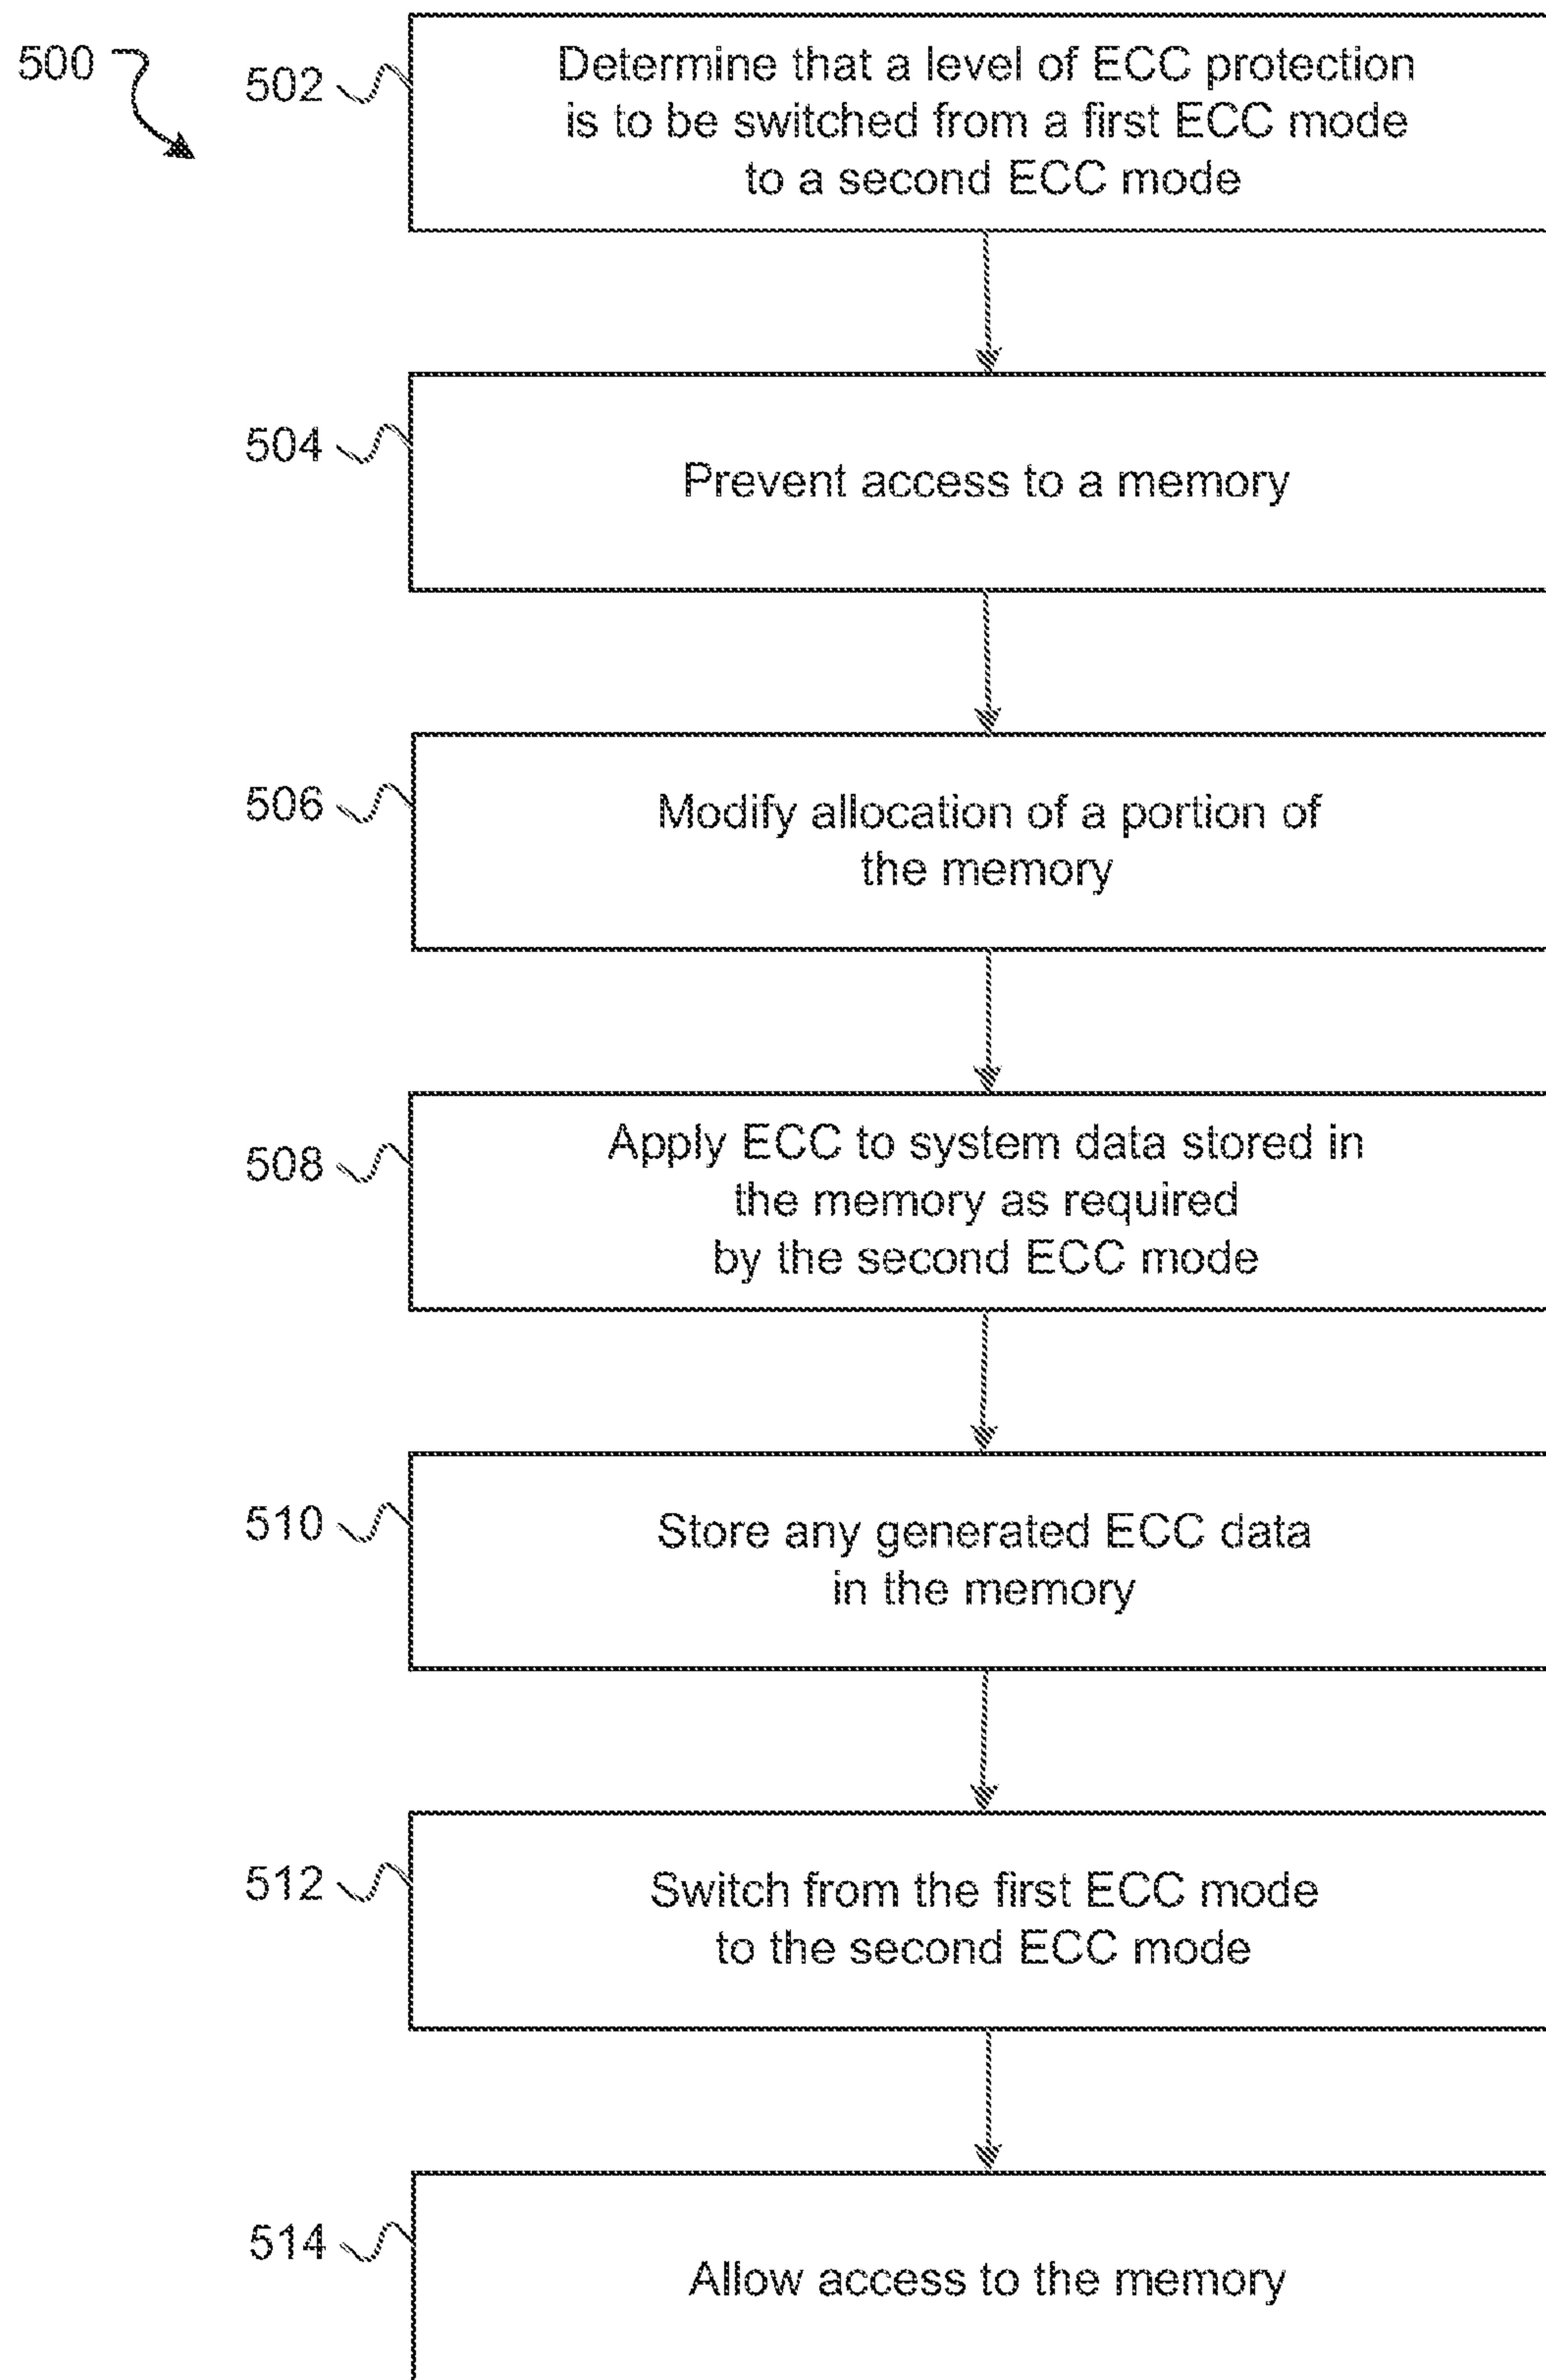 500
502
Determine that a level of ECC protection
is to be switched from a first ECC mode
to a second ECC mode
504
Prevent access to a memory
506
Modify allocation of a portion of
the memory
508
Apply ECC to system data stored in
the memory as required
by the second ECC mode
510
Store any generated ECC data
in the memory
512
Switch from the first ECC mode
to the second ECC mode
514
Allow access to the memory